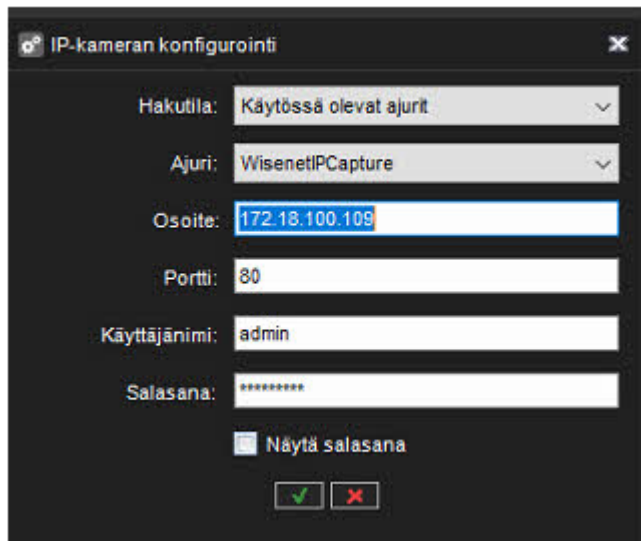 IP-kameran konfigurointi
Hakutila: Käytössä olevat ajurit
Ajuri: WisenetIPCapture
Osoite: 172.18.100.109
Portti: 80
Käyttäjänimi: admin
Salasana: *********
Näytä salasana